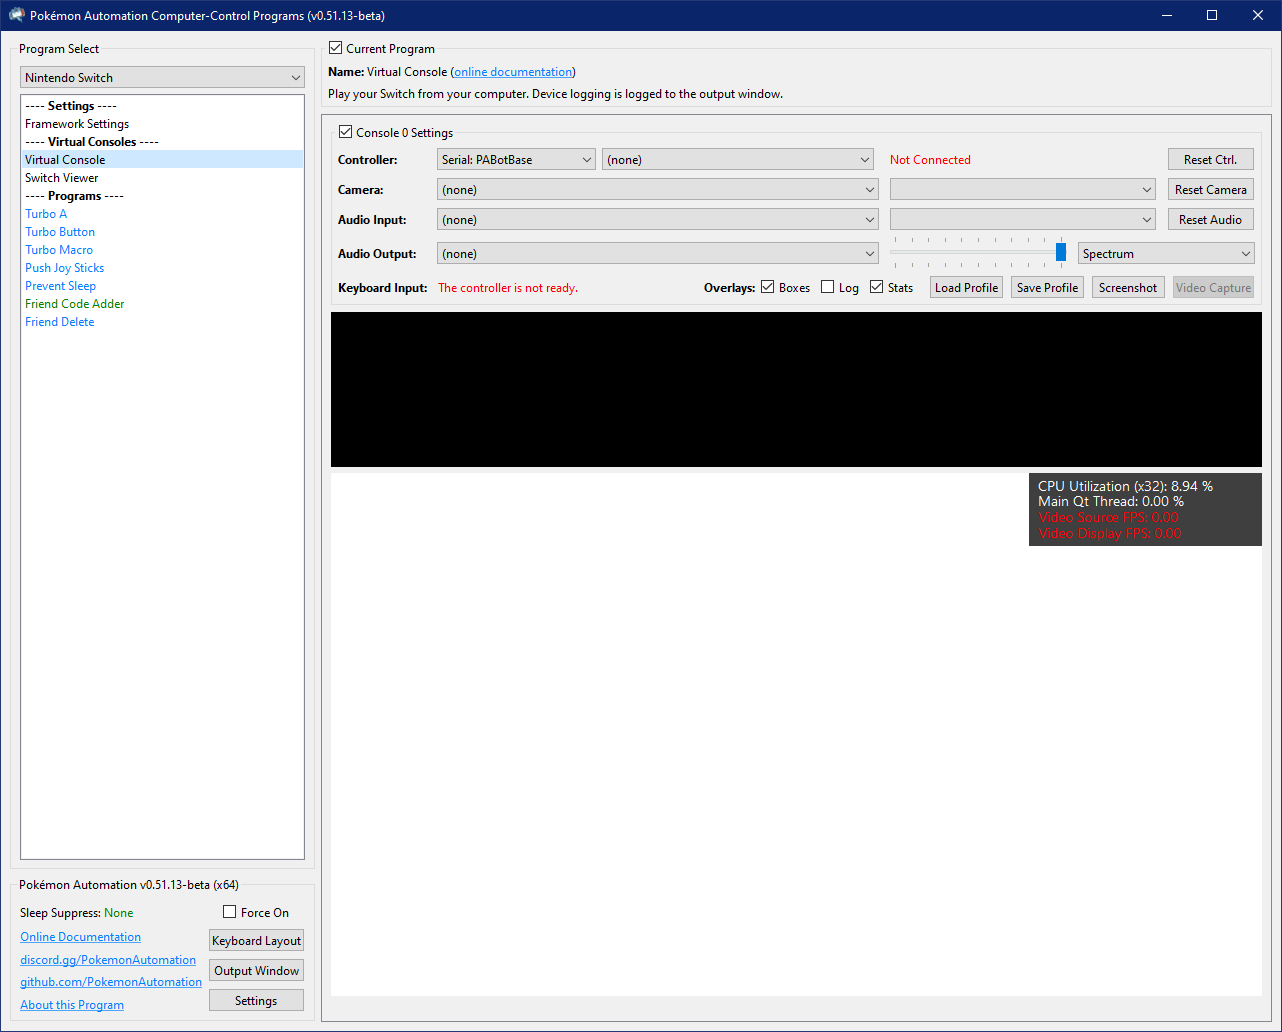 Pokémon Automation Computer-Control Programs (v0.51.13-beta)
Program Select
Nintendo Switch
---- Settings ----
Framework Settings
---- Virtual Consoles ----
Virtual Console
Switch Viewer
---- Programs ----
Turbo A
Turbo Button
Turbo Macro
Push Joy Sticks
Prevent Sleep
Friend Code Adder
Friend Delete
Pokémon Automation v0.51.13-beta (x64)
Sleep Suppress: None Force On
Online Documentation Keyboard Layout
discord.gg/PokemonAutomation
Output Window
github.com/PokemonAutomation
About this Program Settings
Current Program
Name: Virtual Console (online documentation)
Play your Switch from your computer. Device logging is logged to the output window.
Console 0 Settings
Controller: Serial: PABotBase (none) Not Connected Reset Ctrl.
Camera: (none) Reset Camera
Audio Input: (none) Reset Audio
Audio Output: (none) Spectrum
Keyboard Input: The controller is not ready. Overlays: Boxes Log Stats Load Profile Save Profile Screenshot Video Capture
CPU Utilization (x32): 8.94 %
Main Qt Thread: 0.00 %
Video Source FPS: 0.00
Video Display FPS: 0.00